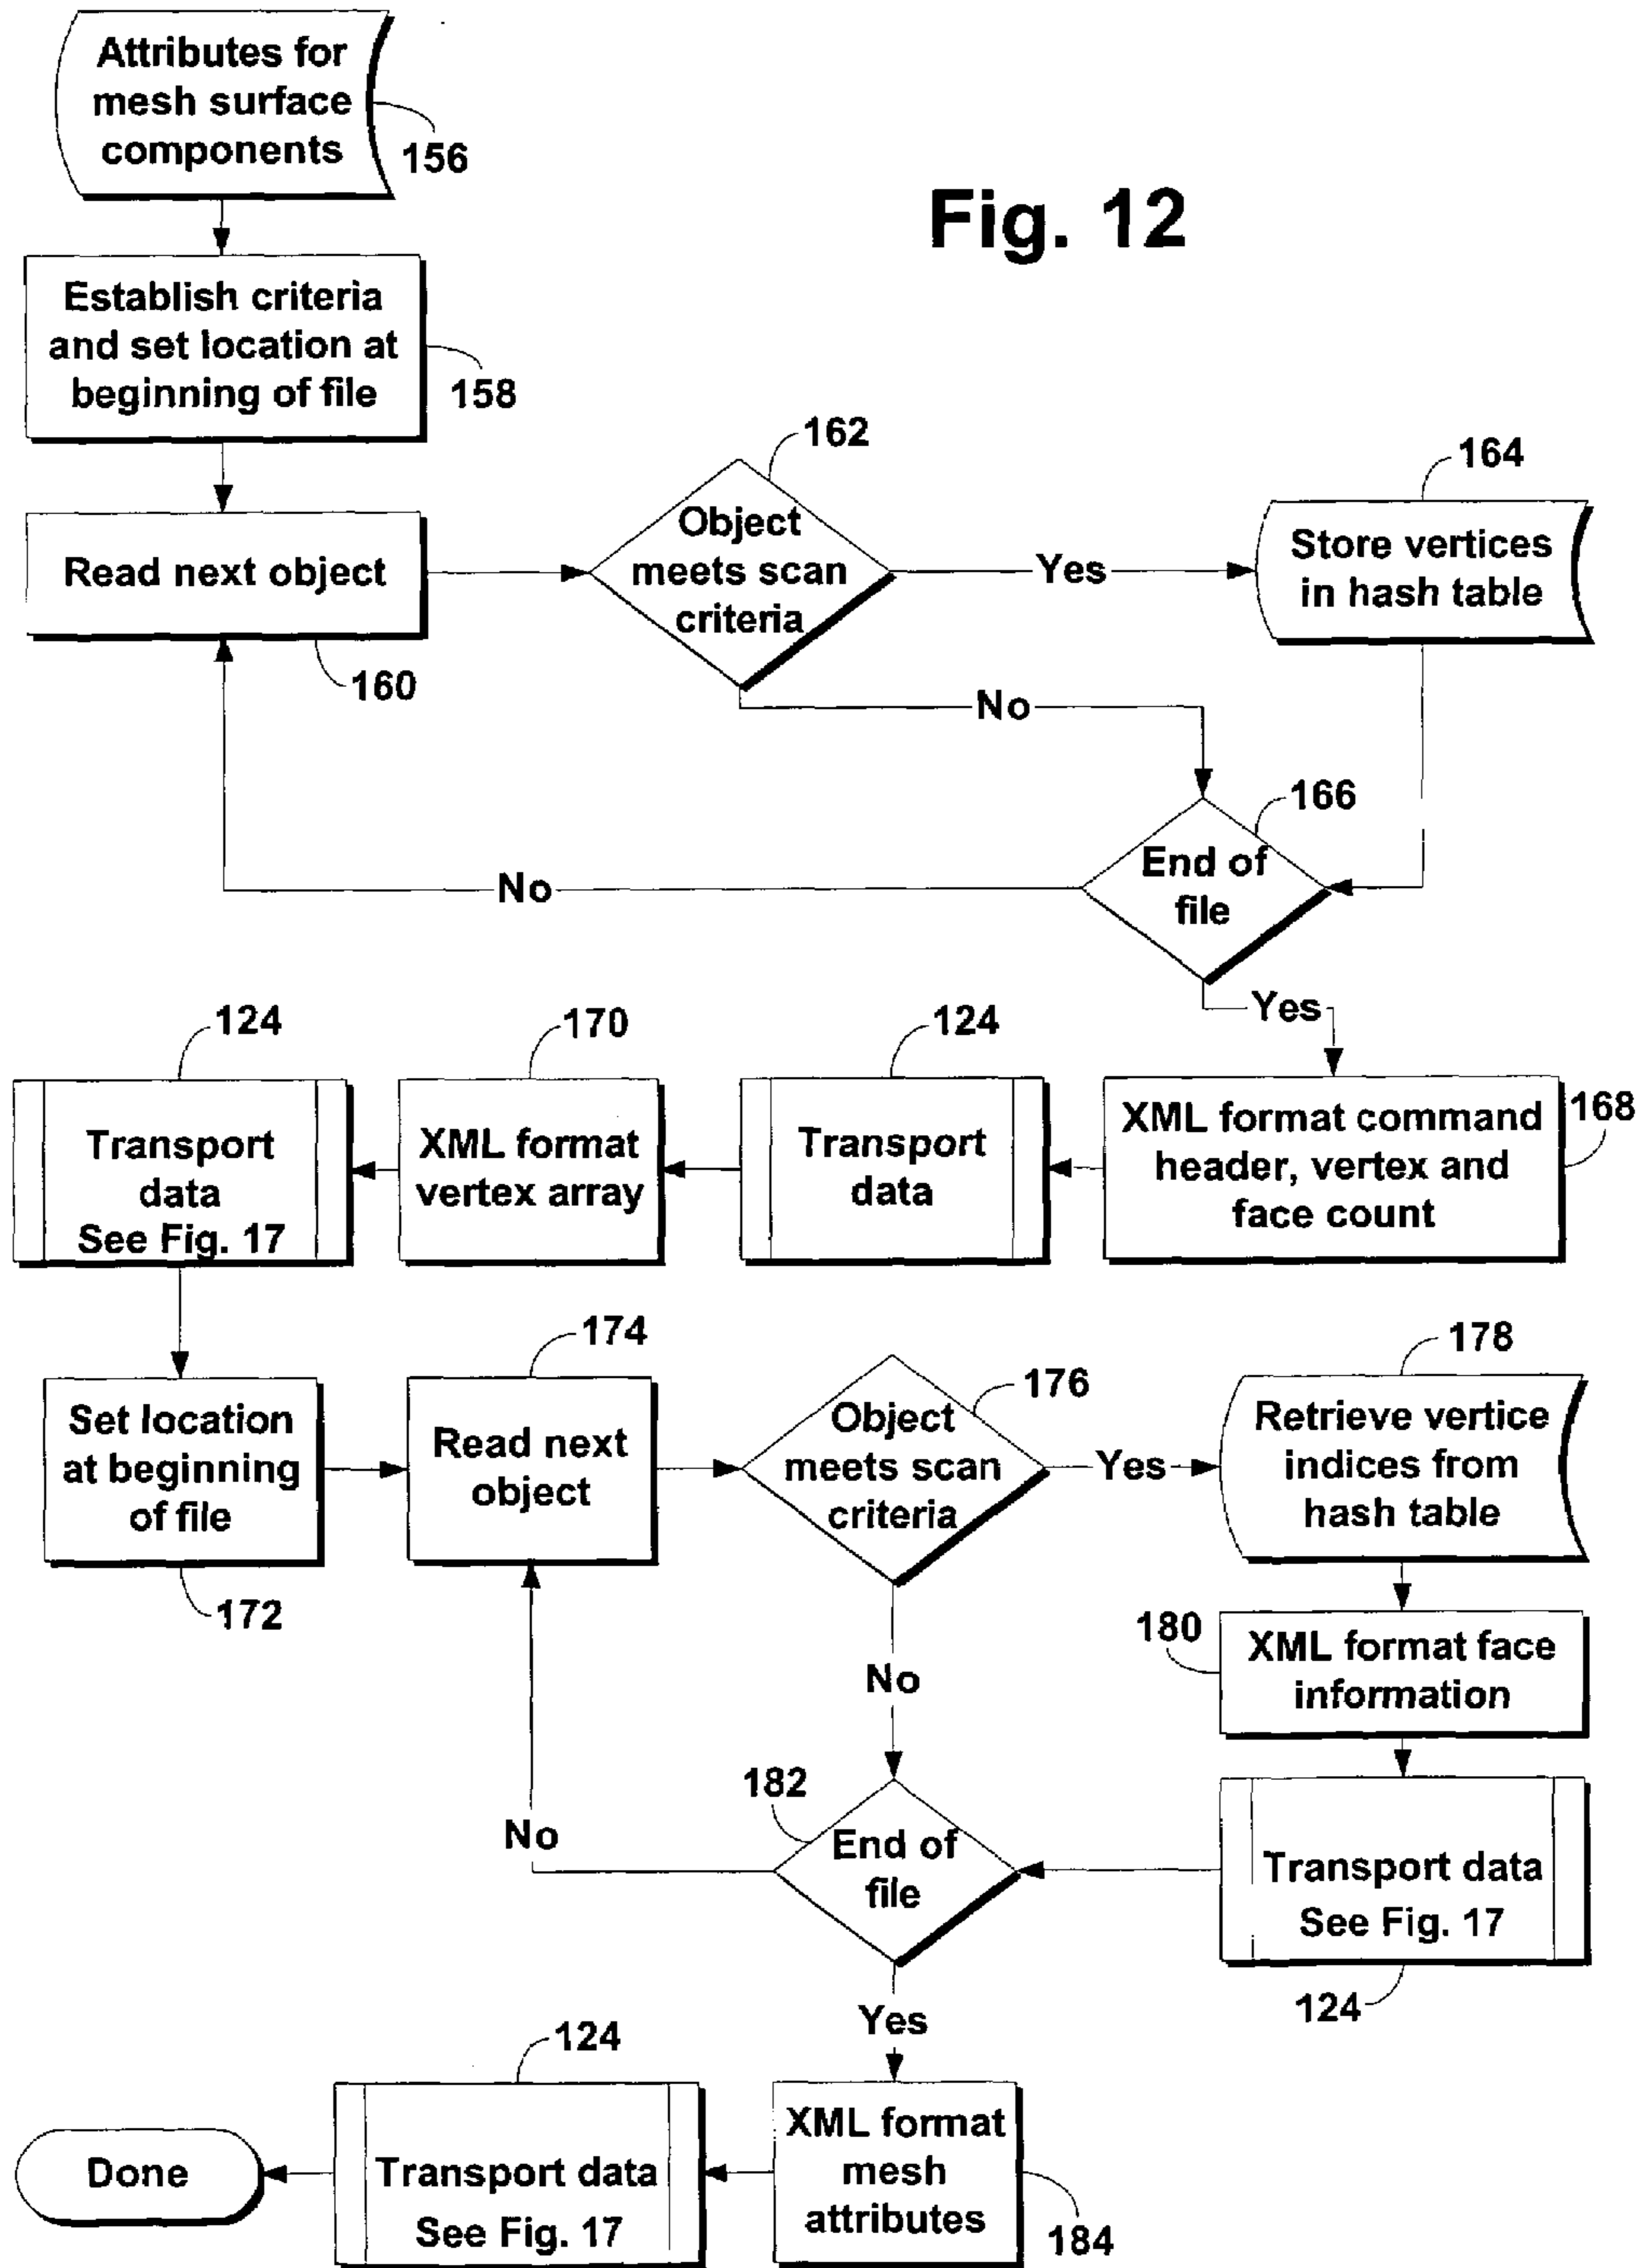 Attributes for
mesh surface
components
156
Fig. 12
Establish criteria
and set location at
beginning of file
158
162
164
Read next object
160
Object
meets scan
criteria
Yes
Store vertices
in hash table
No
166
End of
file
No
Yes
124
170
124
168
Transport
data
See Fig. 17
XML format
vertex array
Transport
data
XML format command
header, vertex and
face count
174
176
178
Set location
at beginning
of file
172
Read next
object
Object
meets scan
criteria
Yes
Retrieve vertice
indices from
hash table
180
XML format face
information
No
182
No
End of
file
Transport data
See Fig. 17
124
Yes
124
Done
Transport data
See Fig. 17
XML format
mesh
attributes
184